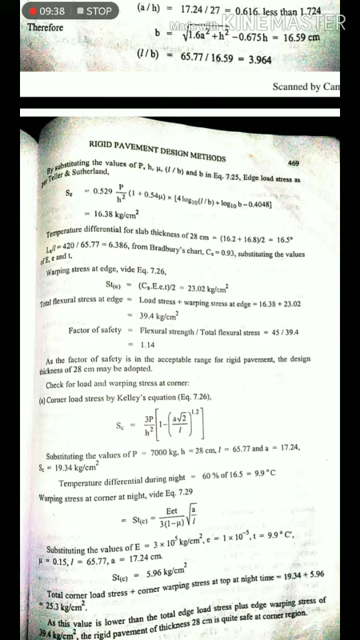 09:38 STOP
(a/h) = 17.24 / 27 = 0.616. less than 1.724
Made with KINEMASTER
Therefore b = √1.6a² + h² -0.675h = 16.59 cm
(l/b) = 65.77 / 16.59 = 3.964
Scanned by Can
RIGID PAVEMENT DESIGN METHODS 469
By substituting the values of P, h, μ, (l / b) and b in Eq. 7.25, Edge load stress as
per Teller & Sutherland,
Se = 0.529 P/h² (1 + 0.54μ) × [4 log10(l/b) + log10 b - 0.4048]
= 16.38 kg/cm²
Temperature differential for slab thickness of 28 cm = (16.2 + 16.8)/2 = 16.5°
/l = 420 / 65.77 = 6.386, from Bradbury's chart, Cx = 0.93, substituting the values
of E, e and t,
Warping stress at edge, vide Eq. 7.26,
St(e) = (Cx.E.e.t)/2 = 23.02 kg/cm²
Total flexural stress at edge = Load stress + warping stress at edge = 16.38 + 23.02
= 39.4 kg/cm²
Factor of safety = Flexural strength / Total flexural stress = 45 / 39.4
= 1.14
As the factor of safety is in the acceptable range for rigid pavement, the design
thickness of 28 cm may be adopted.
Check for load and warping stress at corner:
(a) Corner load stress by Kelley's equation (Eq. 7.26),
Sc = 3P/h² [1-(a√2/l)^1.2]
Substituting the values of P = 7000 kg, h = 28 cm, l = 65.77 and a = 17.24,
Sc = 19.34 kg/cm²
Temperature differential during night = 60 % of 16.5 = 9.9 °C
Warping stress at corner at night, vide Eq. 7.29
= St(c) = Eet/3(1-μ) √a/l
Substituting the values of E = 3 × 10⁵ kg/cm², e = 1 × 10⁻⁵, t = 9.9 °C,
μ = 0.15, l = 65.77, a = 17.24 cm.
St(c) = 5.96 kg/cm²
Total corner load stress + corner warping stress at top at night time = 19.34 + 5.96
= 25.3 kg/cm².
As this value is lower than the total edge load stress plus edge warping stress of
39.4 kg/cm², the rigid pavement of thickness 28 cm is quite safe at corner region.